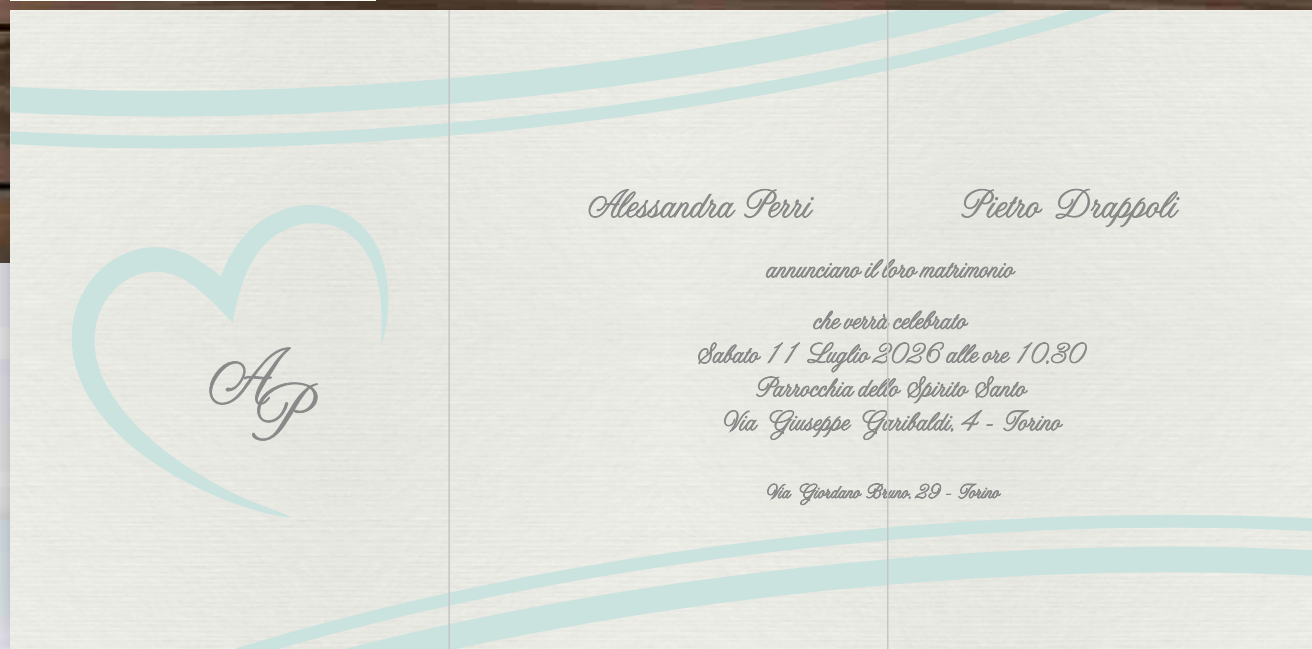 A
P
Alessandra Perri Pietro Drappoli
annunciano il loro matrimonio
che verrà celebrato
Sabato 11 Luglio 2026 alle ore 10,30
Parrocchia dello Spirito Santo
Via Giuseppe Garibaldi, 4 - Torino
Via Giordano Bruno, 29 - Torino